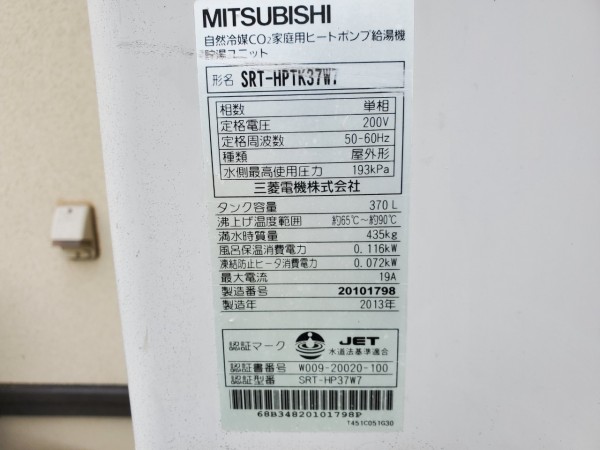 MITSUBISHI
自然冷媒CO₂家庭用ヒートポンプ給湯機
貯湯ユニット
形名 SRT-HPTK37W7
相数 単相
定格電圧 200V
定格周波数 50-60Hz
種類 屋外形
水側最高使用圧力 193kPa
三菱電機株式会社
タンク容量 370L
沸上げ温度範囲 約65℃～約90℃
満水時質量 435kg
風呂保温消費電力 0.116kW
凍結防止ヒータ消費電力 0.072kW
最大電流 19A
製造番号 20101798
製造年 2013年
認証マーク JET
水道法基準適合
認証書番号 W009-20020-100
認証型番 SRT-HP37W7
68B34820101798P
T451C051G30